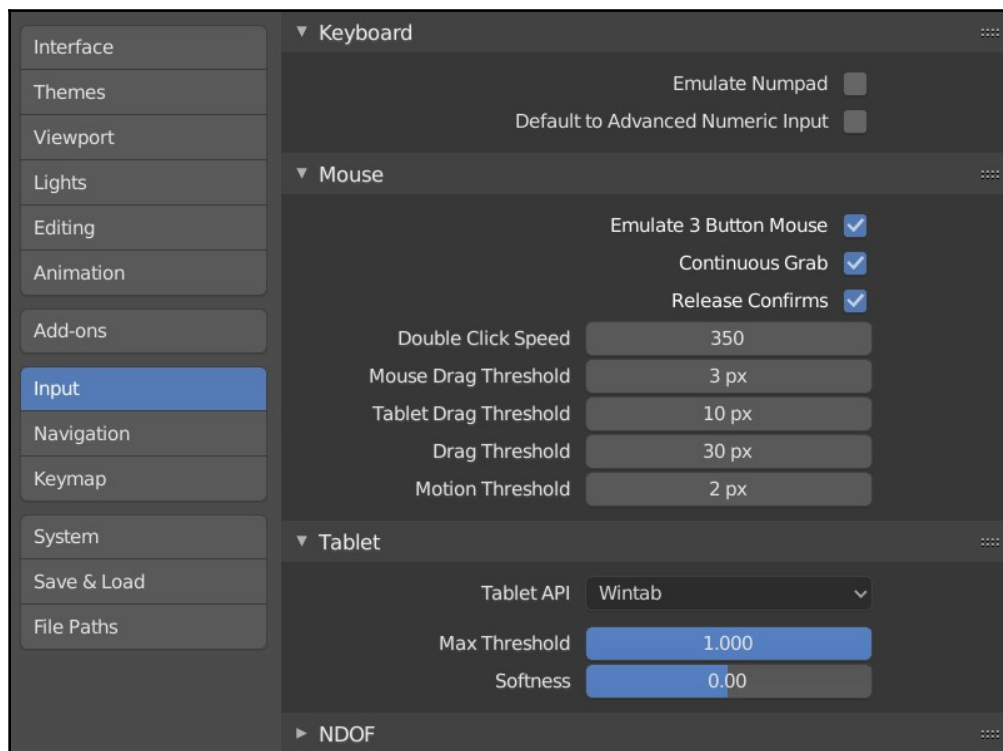 Interface
Themes
Viewport
Lights
Editing
Animation
Add-ons
Input
Navigation
Keymap
System
Save & Load
File Paths
Keyboard
Emulate Numpad
Default to Advanced Numeric Input
Mouse
Emulate 3 Button Mouse
Continuous Grab
Release Confirms
Double Click Speed 350
Mouse Drag Threshold 3 px
Tablet Drag Threshold 10 px
Drag Threshold 30 px
Motion Threshold 2 px
Tablet
Tablet API Wintab
Max Threshold 1.000
Softness 0.00
NDOF